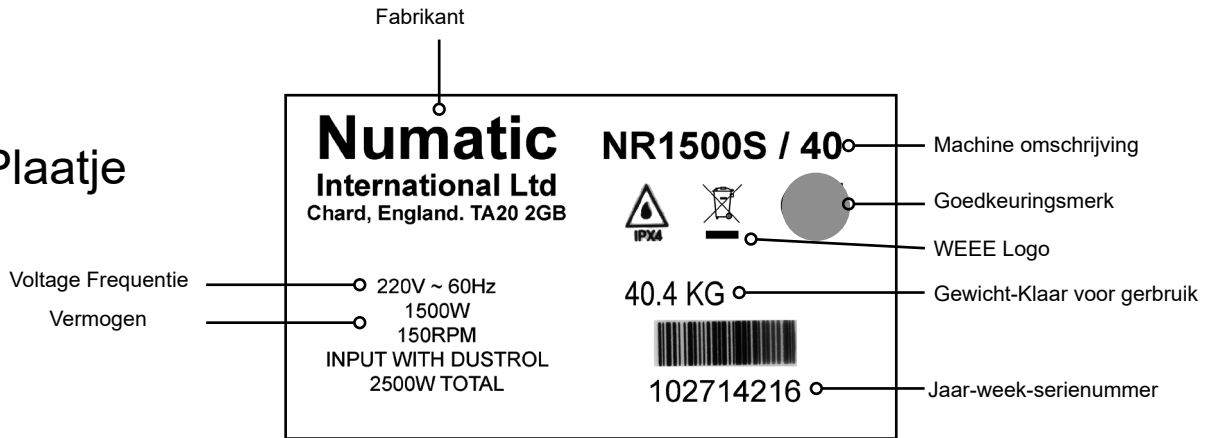 Fabrikant
Plaatje
Numatic
International Ltd
Chard, England. TA20 2GB
NR1500S / 40
Machine omschrijving
Goedkeuringsmerk
IPX4
WEEE Logo
Voltage Frequentie
220V ~ 60Hz
Vermogen
1500W
150RPM
INPUT WITH DUSTROL
2500W TOTAL
40.4 KG
Gewicht-Klaar voor gerbruik
102714216
Jaar-week-serienummer